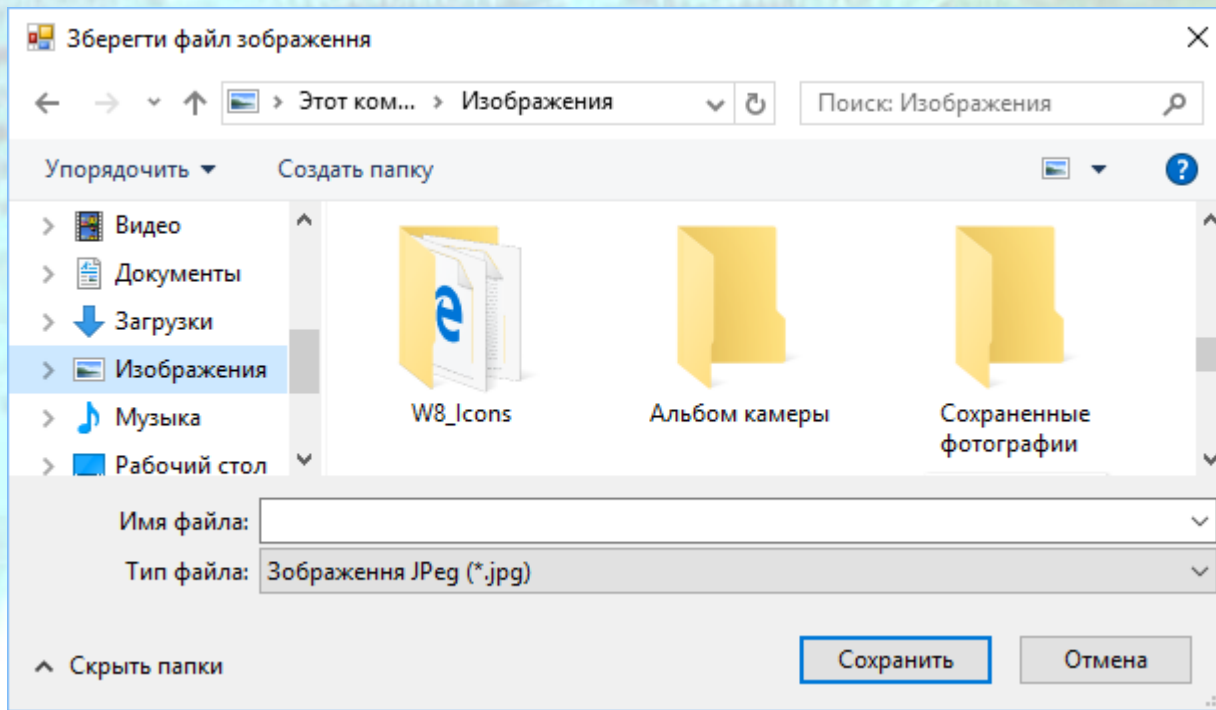 Зберегти файл зображення
Этот ком... Изображения
Поиск: Изображения
Упорядочить
Создать папку
Видео
Документы
Загрузки
Изображения
Музыка
Рабочий стол
W8_Icons
Альбом камеры
Сохраненные
фотографии
Имя файла:
Тип файла: Зображення JPeg (*.jpg)
Скрыть папки
Сохранить
Отмена